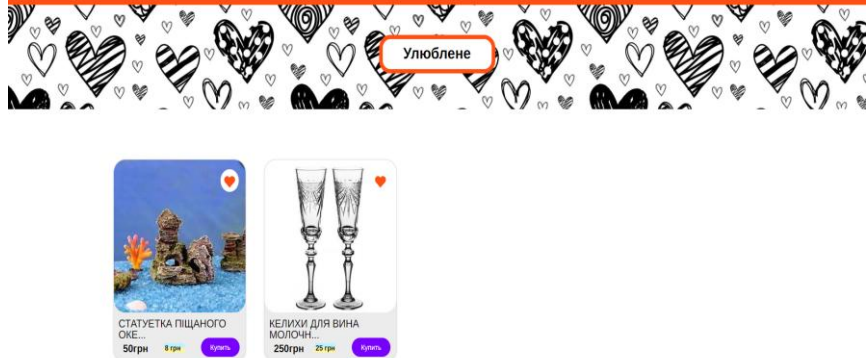 Улюблене
СТАТУЕТКА ПІЩАНОГО
ОКЕ...
50грн 8 грн Купить
КЕЛИХИ ДЛЯ ВИНА
МОЛОЧН...
250грн 25 грн Купить